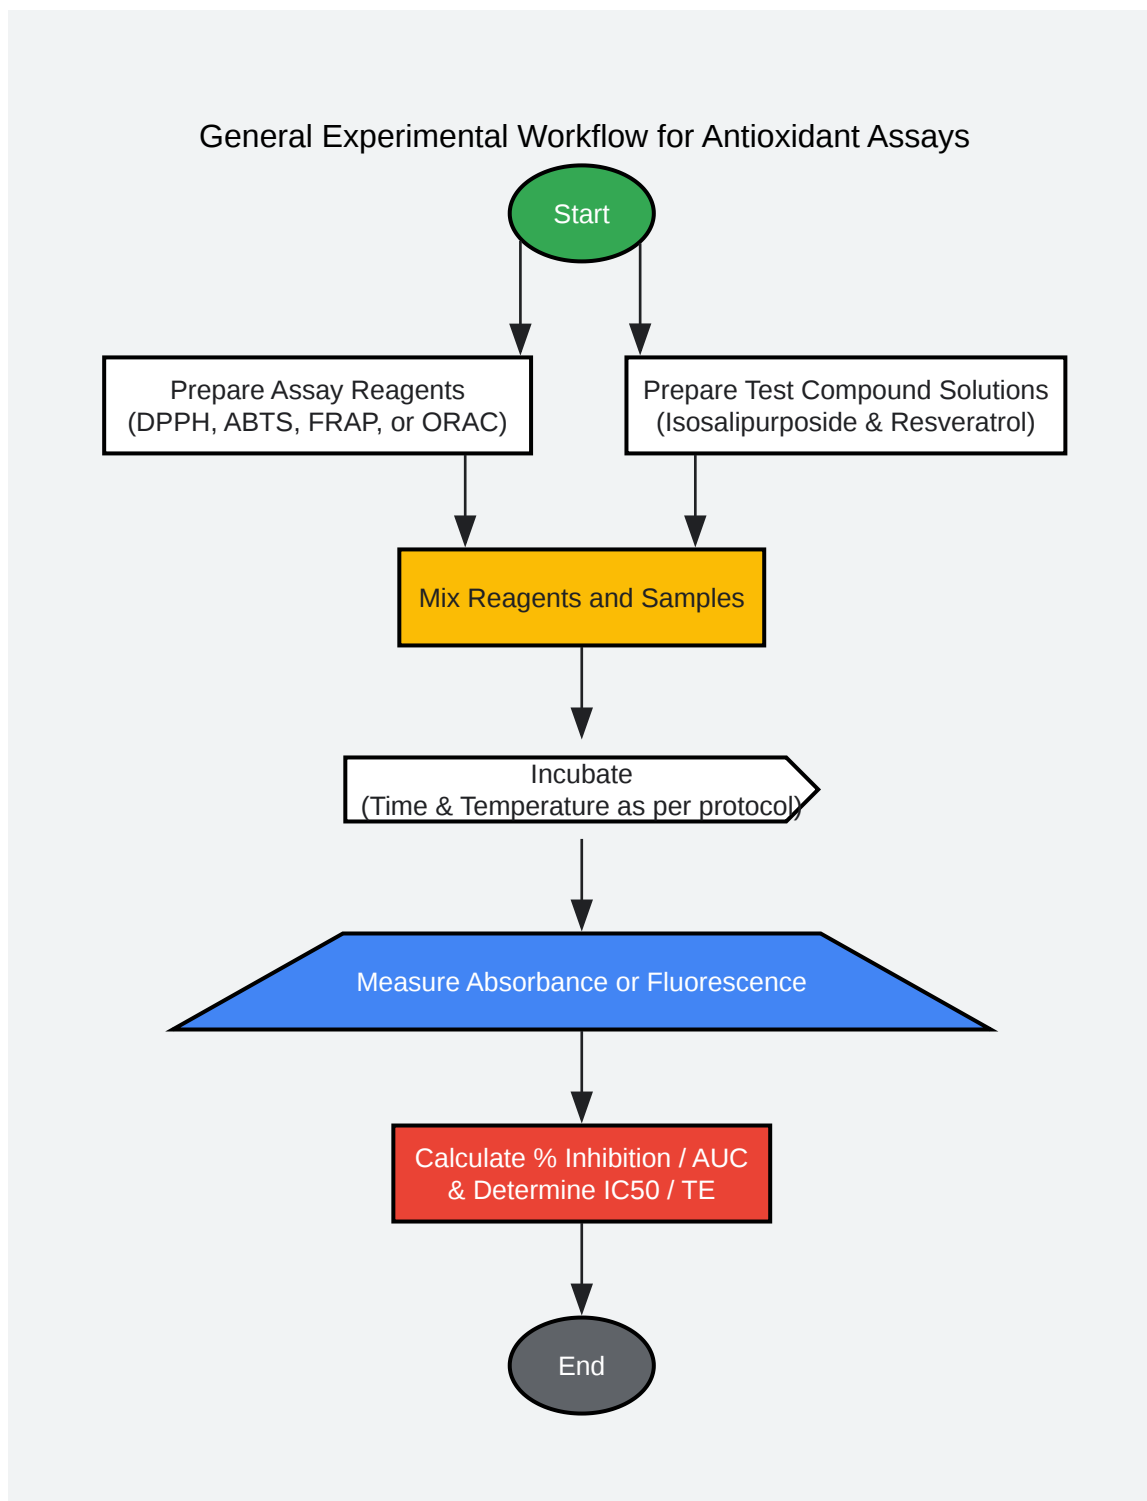 General Experimental Workflow for Antioxidant Assays
Start
Prepare Assay Reagents
(DPPH, ABTS, FRAP, or ORAC)
Prepare Test Compound Solutions
(Isosalipurposide & Resveratrol)
Mix Reagents and Samples
Incubate
(Time & Temperature as per protocol)
Measure Absorbance or Fluorescence
Calculate % Inhibition / AUC
& Determine IC50 / TE
End